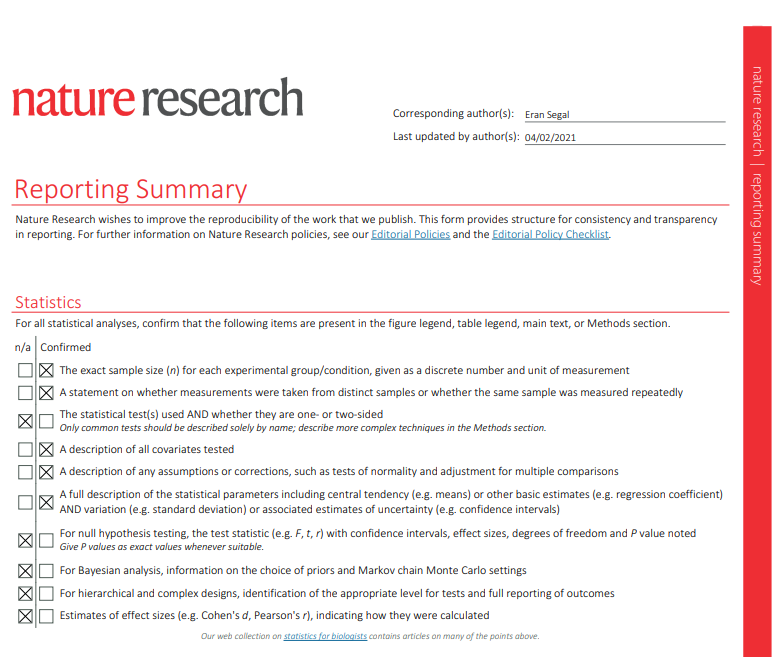 nature research
Corresponding author(s): Eran Segal
Last updated by author(s): 04/02/2021
Reporting Summary
Nature Research wishes to improve the reproducibility of the work that we publish. This form provides structure for consistency and transparency
in reporting. For further information on Nature Research policies, see our Editorial Policies and the Editorial Policy Checklist.
Statistics
For all statistical analyses, confirm that the following items are present in the figure legend, table legend, main text, or Methods section.
n/a Confirmed
The exact sample size (n) for each experimental group/condition, given as a discrete number and unit of measurement
A statement on whether measurements were taken from distinct samples or whether the same sample was measured repeatedly
The statistical test(s) used AND whether they are one- or two-sided
Only common tests should be described solely by name; describe more complex techniques in the Methods section.
A description of all covariates tested
A description of any assumptions or corrections, such as tests of normality and adjustment for multiple comparisons
A full description of the statistical parameters including central tendency (e.g. means) or other basic estimates (e.g. regression coefficient)
AND variation (e.g. standard deviation) or associated estimates of uncertainty (e.g. confidence intervals)
For null hypothesis testing, the test statistic (e.g. F, t, r) with confidence intervals, effect sizes, degrees of freedom and P value noted
Give P values as exact values whenever suitable.
For Bayesian analysis, information on the choice of priors and Markov chain Monte Carlo settings
For hierarchical and complex designs, identification of the appropriate level for tests and full reporting of outcomes
Estimates of effect sizes (e.g. Cohen's d, Pearson's r), indicating how they were calculated
Our web collection on statistics for biologists contains articles on many of the points above.
nature research | reporting summary